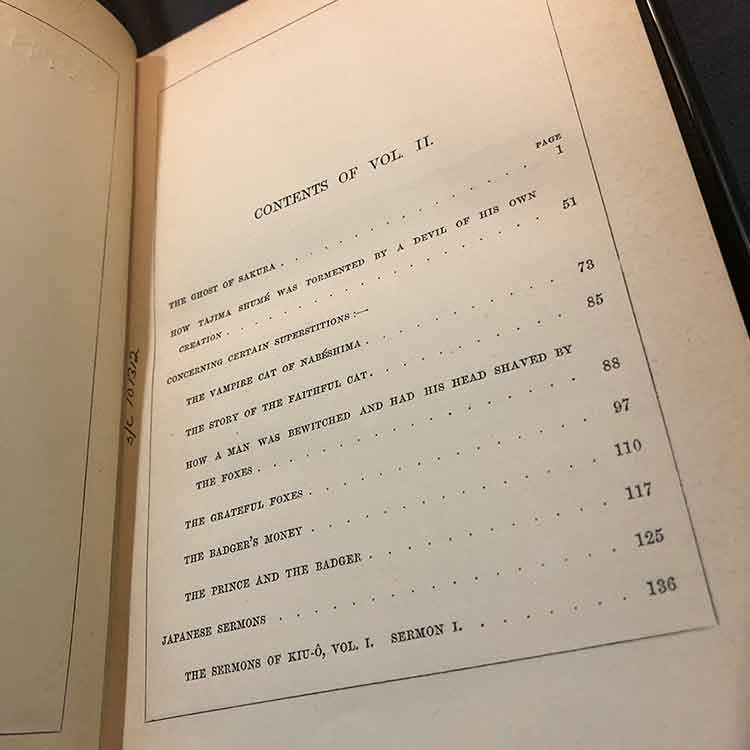 CONTENTS OF VOL. II.
PAGE
THE GHOST OF SAKURA . . . . . . . . . . 1
HOW TAJIMA SHUMÉ WAS TORMENTED BY A DEVIL OF HIS OWN
CREATION . . . . . . . . . . . . 51
CONCERNING CERTAIN SUPERSTITIONS :—
THE VAMPIRE CAT OF NABÉSHIMA . . . . . . . . 73
THE STORY OF THE FAITHFUL CAT . . . . . . . . 85
HOW A MAN WAS BEWITCHED AND HAD HIS HEAD SHAVED BY
THE FOXES . . . . . . . . . . . 88
THE GRATEFUL FOXES . . . . . . . . . . 97
THE BADGER'S MONEY . . . . . . . . . . 110
THE PRINCE AND THE BADGER . . . . . . . . 117
JAPANESE SERMONS . . . . . . . . . . . 125
THE SERMONS OF KIU-Ô, VOL. I. SERMON I. . . . . . . 136